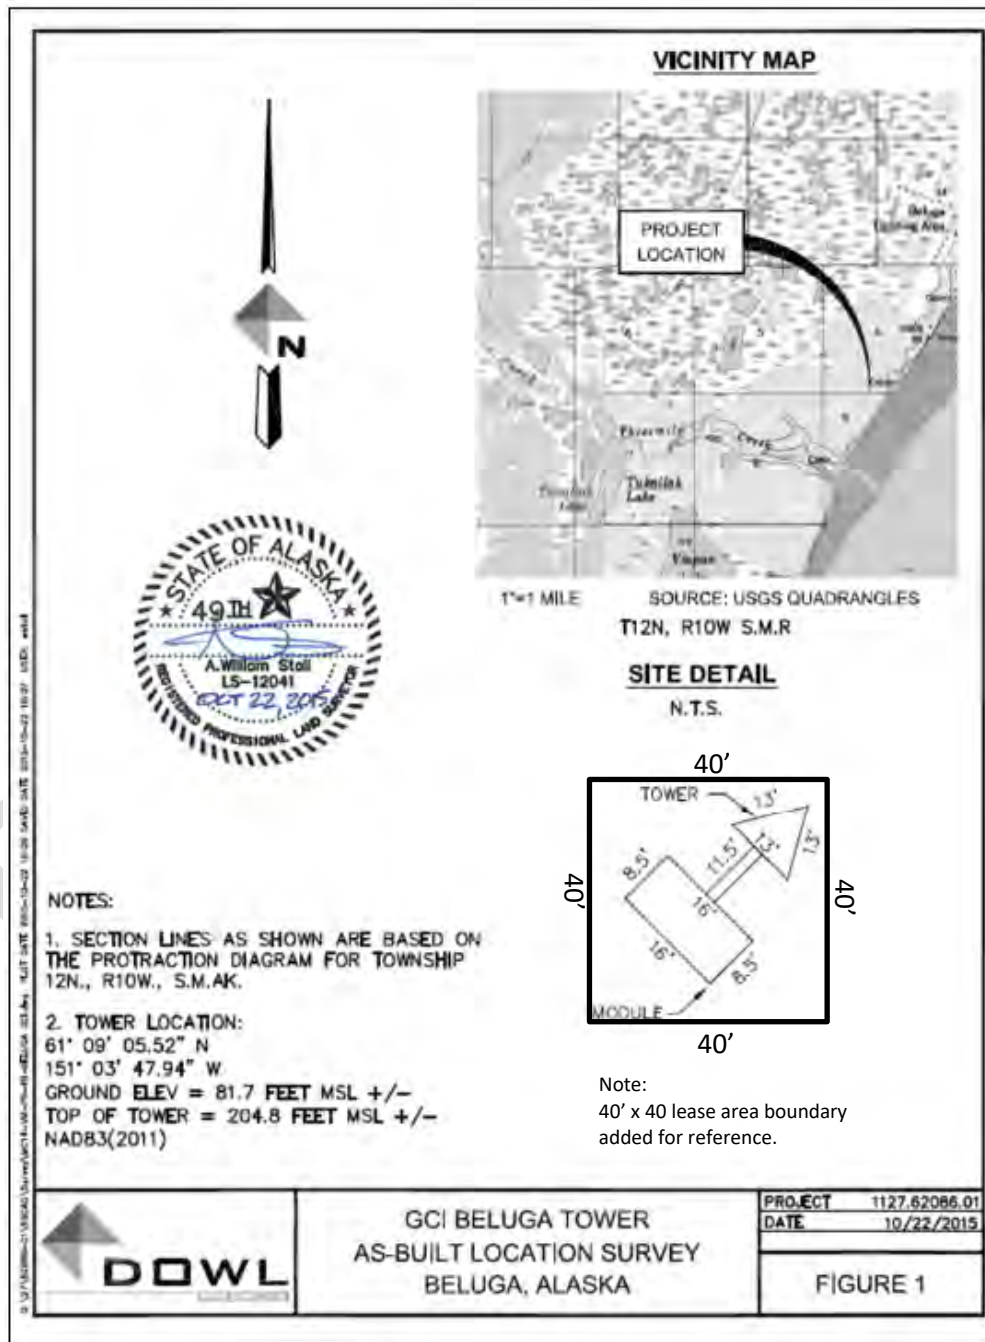 VICINITY MAP
PROJECT
LOCATION
N
Beluga
Creek
Threemile
Creek
Tukallah
Lake
1"=1 MILE
SOURCE: USGS QUADRANGLES
T12N, R10W S.M.R
SITE DETAIL
N.T.S.
STATE OF ALASKA
49 TH
A.William Stoll
LS-12041
OCT 22, 2015
REGISTERED PROFESSIONAL LAND SURVEYOR
40'
TOWER
13'
13'
13'
11.5'
8.5'
16'
16'
8.5'
MODULE
40'
40'
40'
Note:
40' x 40 lease area boundary
added for reference.
NOTES:
1. SECTION LINES AS SHOWN ARE BASED ON
THE PROTRACTION DIAGRAM FOR TOWNSHIP
12N., R10W., S.M.AK.
2. TOWER LOCATION:
61° 09' 05.52" N
151° 03' 47.94" W
GROUND ELEV = 81.7 FEET MSL +/-
TOP OF TOWER = 204.8 FEET MSL +/-
NAD83(2011)
DOWL
GCI BELUGA TOWER
AS-BUILT LOCATION SURVEY
BELUGA, ALASKA
PROJECT 1127.62086.01
DATE 10/22/2015
FIGURE 1